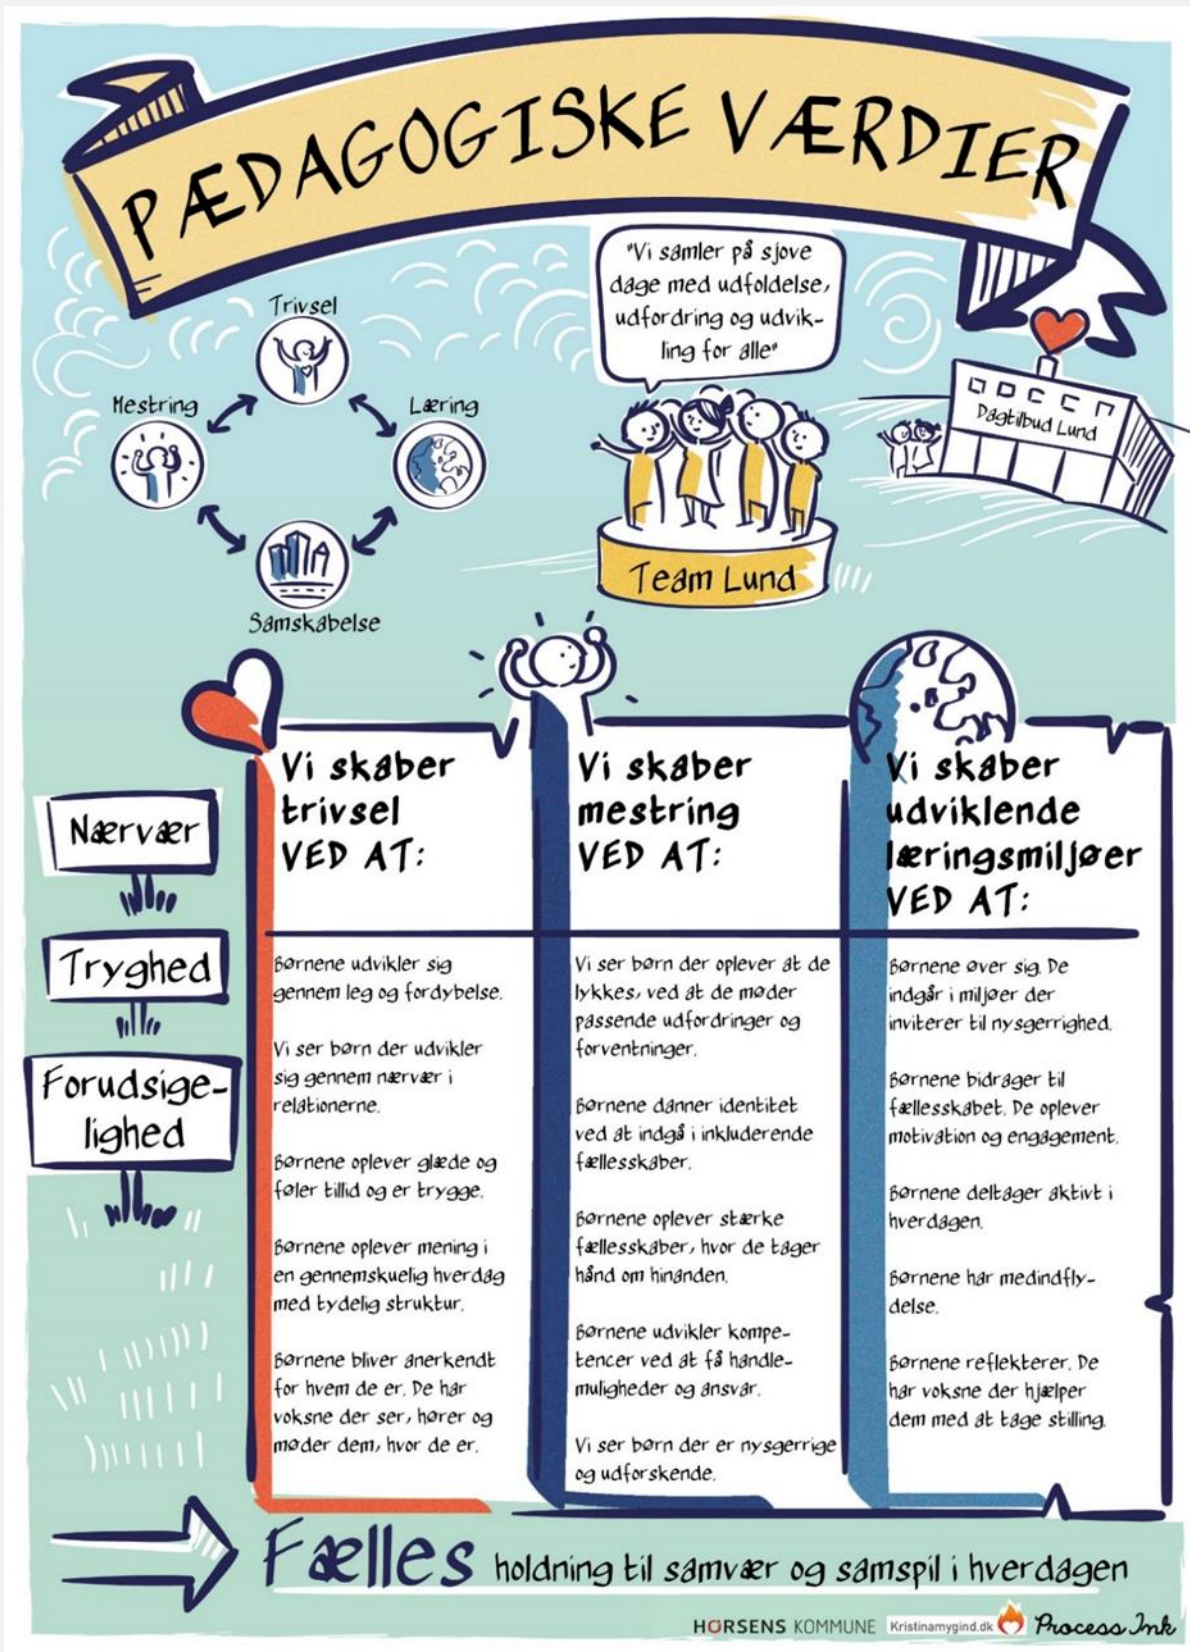 PÆDAGOGISKE VÆRDIER
"Vi samler på sjove
dage med udfoldelse,
udfordring og udvik-
ling for alle"
Trivsel
Mestring
Læring
Samskabelse
Dagtilbud Lund
Team Lund
Nærvær
Tryghed
Forudsige-
lighed
Vi skaber
trivsel
VED AT:
Børnene udvikler sig
gennem leg og fordybelse.
Vi ser børn der udvikler
sig gennem nærvær i
relationerne.
Børnene oplever glæde og
føler tillid og er trygge.
Børnene oplever mening i
en gennemskuelig hverdag
med tydelig struktur.
Børnene bliver anerkendt
for hvem de er. De har
voksne der ser, hører og
møder dem, hvor de er.
Vi skaber
mestring
VED AT:
Vi ser børn der oplever at de
lykkes, ved at de møder
passende udfordringer og
forventninger.
Børnene danner identitet
ved at indgå i inkluderende
fællesskaber.
Børnene oplever stærke
fællesskaber, hvor de tager
hånd om hinanden.
Børnene udvikler kompe-
tencer ved at få handle-
muligheder og ansvar.
Vi ser børn der er nysgerrige
og udforskende.
Vi skaber
udviklende
læringsmiljøer
VED AT:
Børnene øver sig. De
indgår i miljøer der
inviterer til nysgerrighed.
Børnene bidrager til
fællesskabet. De oplever
motivation og engagement.
Børnene deltager aktivt i
hverdagen.
Børnene har medindfly-
delse.
Børnene reflekterer. De
har voksne der hjælper
dem med at tage stilling.
Fælles holdning til samvær og samspil i hverdagen
HORSENS KOMMUNE Kristinamygind.dk Process Ink